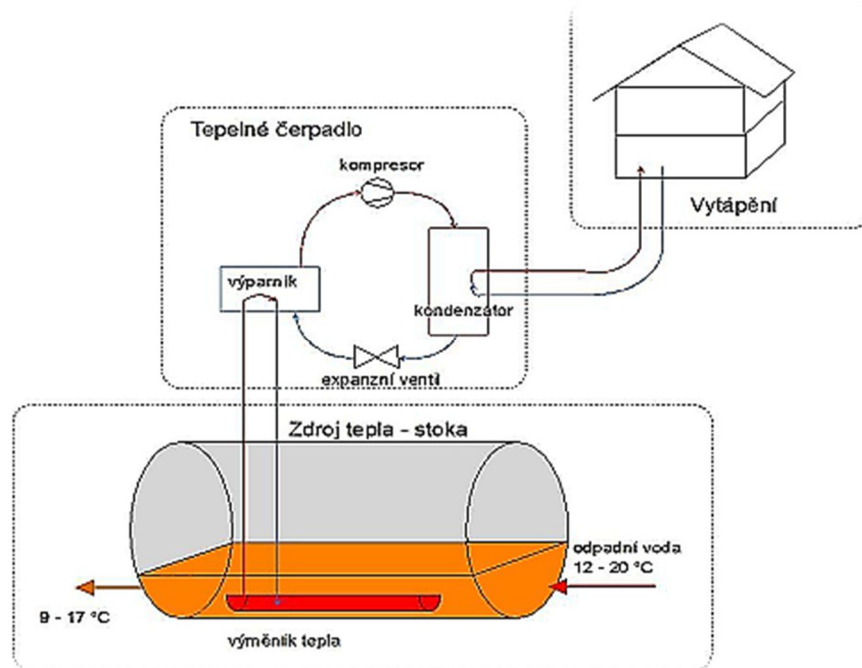 Tepelné čerpadlo
kompresor
výparník
kondenzátor
expanzní ventil
Vytápění
Zdroj tepla - stoka
odpadní voda
12 - 20 °C
9 - 17 °C
výměník tepla